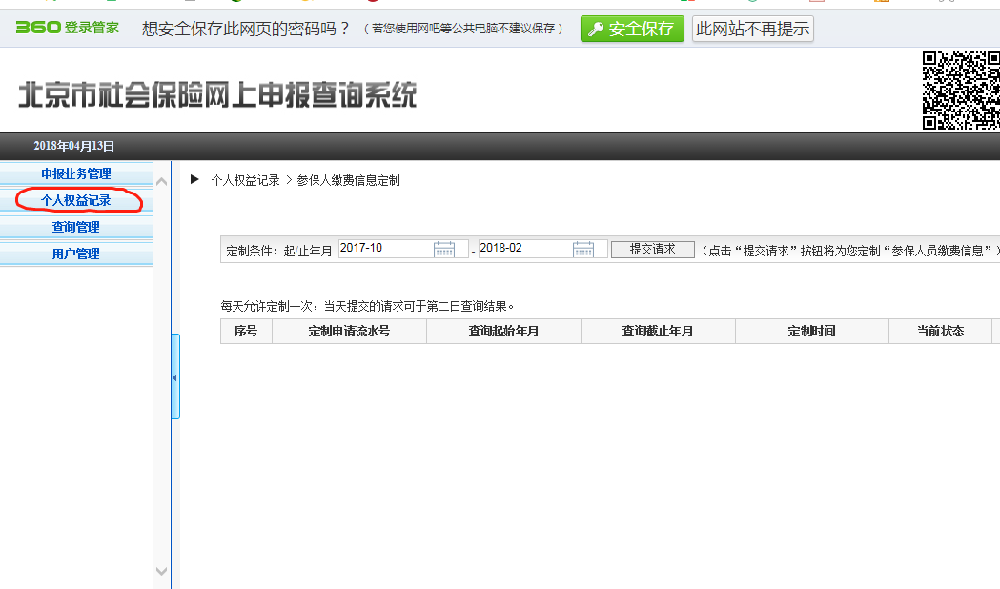 360 登录管家 想安全保存此网页的密码吗？ （若您使用网吧等公共电脑不建议保存） 安全保存 此网站不再提示
北京市社会保险网上申报查询系统
2018年04月13日
申报业务管理
个人权益记录
查询管理
用户管理
个人权益记录 > 参保人缴费信息定制
定制条件：起/止年月 2017-10 - 2018-02 提交请求 （点击“提交请求”按钮将为您定制“参保人员缴费信息”）
每天允许定制一次，当天提交的请求可于第二日查询结果。
序号 定制申请流水号 查询起始年月 查询截止年月 定制时间 当前状态